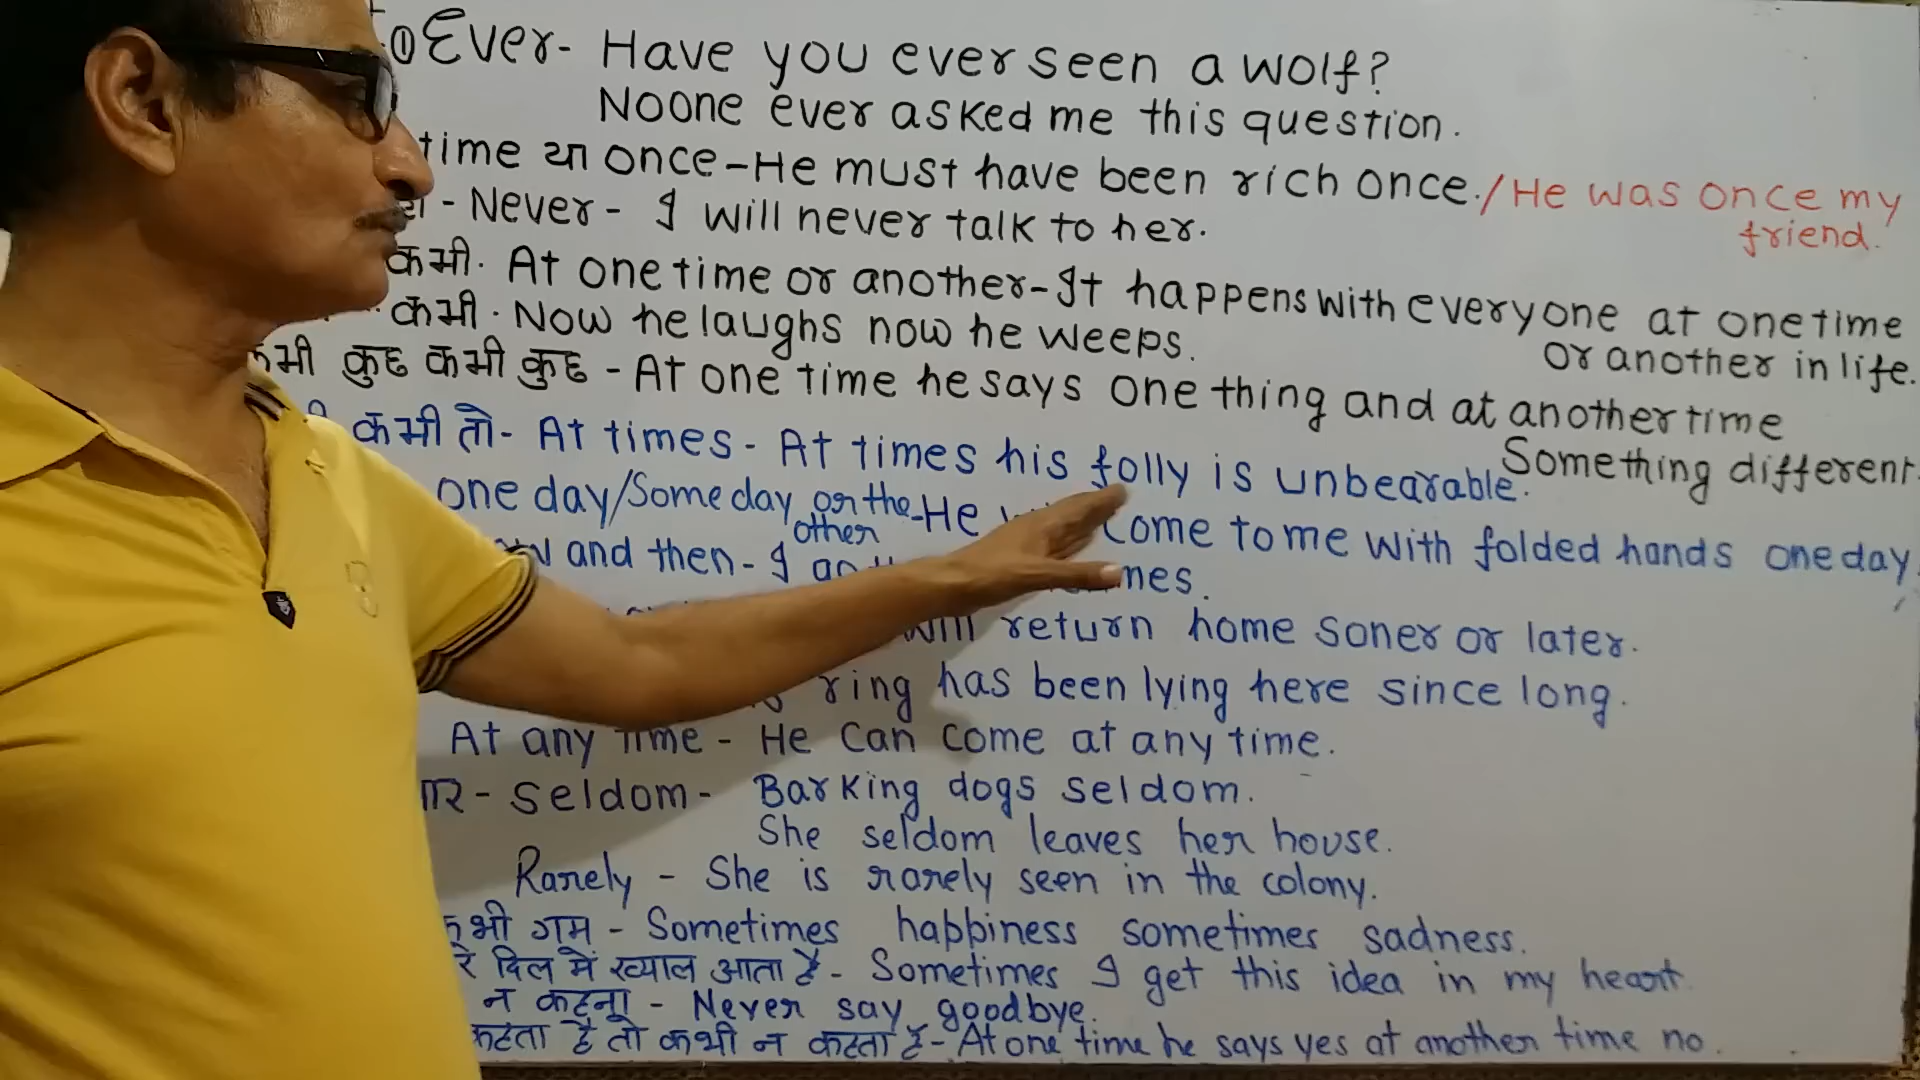 ① Ever- Have you ever seen a wolf?
Noone ever asked me this question.
time या once-He must have been rich once./He was once my friend.
- Never- I will never talk to her.
कभी. At one time or another-It happens with everyone at one time or another in life.
कभी. Now he laughs now he weeps.
कभी कुछ कभी कुछ - At one time he says one thing and at another time Something different.
कभी तो- At times- At times his folly is unbearable.
one day/Some day or the other-He come to me with folded hands one day.
and then- I
will return home soner or later.
ring has been lying here since long.
At any time - He can come at any time.
- Seldom- Barking dogs seldom.
She seldom leaves her house.
Rarely - She is rarely seen in the colony.
कभी गम - Sometimes happiness sometimes sadness.
दिल में ख्याल आता है- Sometimes I get this idea in my heart.
न कहना - Never say goodbye.
कहता है तो कभी न कहता है-At one time he says yes at another time no.